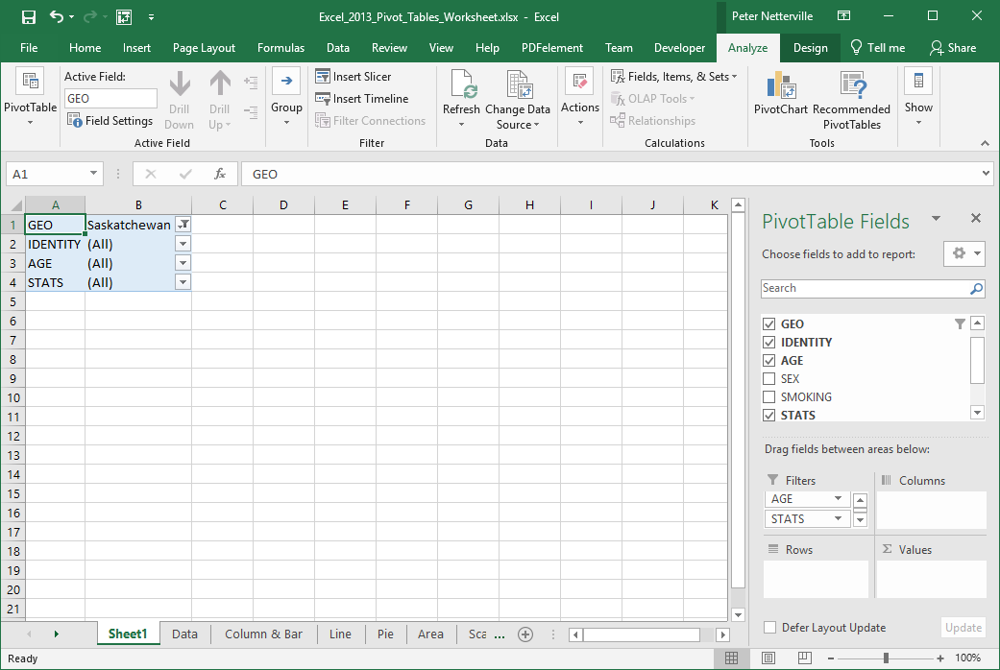 Excel_2013_Pivot_Tables_Worksheet.xlsx - Excel
Peter Netterville
File Home Insert Page Layout Formulas Data Review View Help PDFelement Team Developer Analyze Design Tell me Share
PivotTable
Active Field:
GEO
Field Settings
Drill Down
Drill Up
Active Field
Group
Insert Slicer
Insert Timeline
Filter Connections
Filter
Refresh
Change Data Source
Data
Actions
Fields, Items, & Sets
OLAP Tools
Relationships
Calculations
PivotChart
Recommended PivotTables
Tools
Show
A1 fx GEO
A B C D E F G H I J K
1 GEO Saskatchewan
2 IDENTITY (All)
3 AGE (All)
4 STATS (All)
5
6
7
8
9
10
11
12
13
14
15
16
17
18
19
20
21
PivotTable Fields
Choose fields to add to report:
Search
GEO
IDENTITY
AGE
SEX
SMOKING
STATS
Drag fields between areas below:
Filters
AGE
STATS
Columns
Rows
Σ Values
Defer Layout Update
Update
Sheet1 Data Column & Bar Line Pie Area Sca ...
Ready
100%